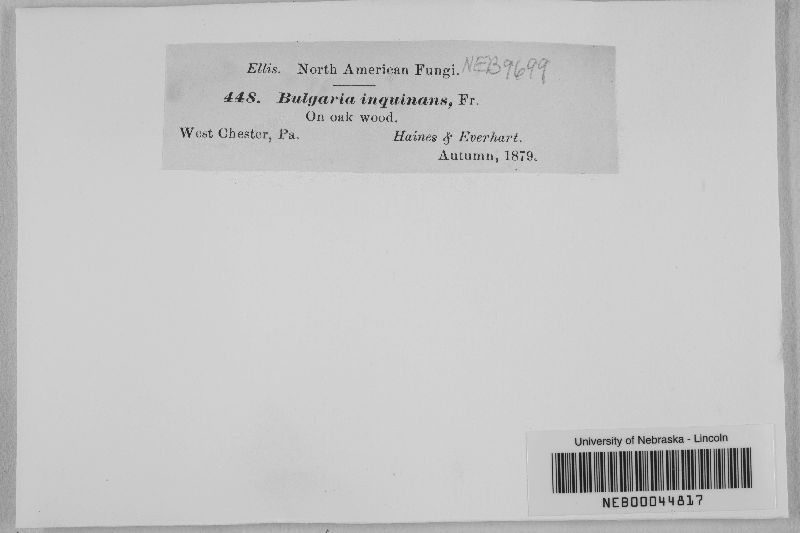 Ellis. North American Fungi. NEB9699
448. Bulgaria inquinans, Fr.
On oak wood.
West Chester, Pa. Haines & Everhart.
Autumn, 1879.
University of Nebraska - Lincoln
NEB00044817